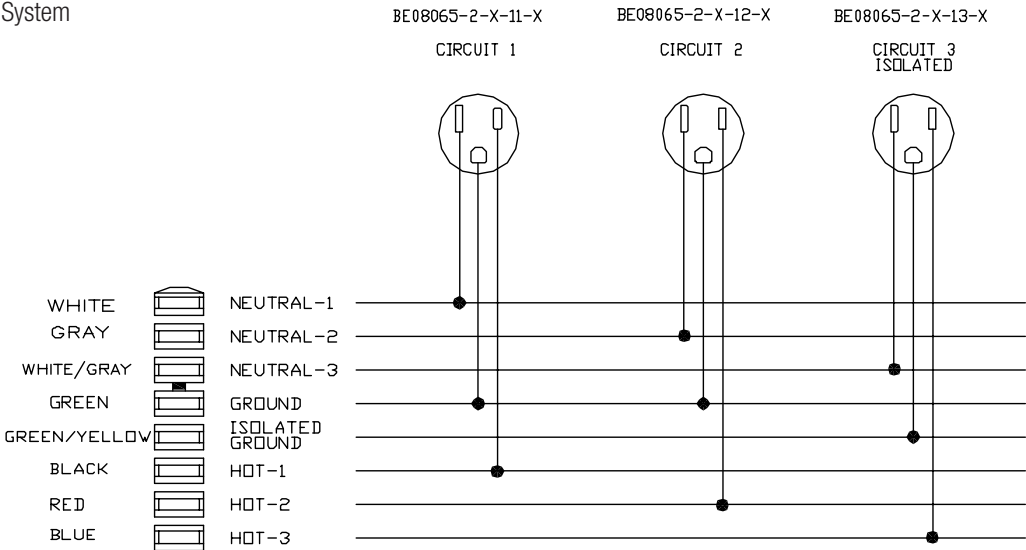 System
BE08065-2-X-11-X BE08065-2-X-12-X BE08065-2-X-13-X
CIRCUIT 1 CIRCUIT 2 CIRCUIT 3
ISOLATED
WHITE NEUTRAL-1
GRAY NEUTRAL-2
WHITE/GRAY NEUTRAL-3
GREEN GROUND
GREEN/YELLOW ISOLATED
GROUND
BLACK HOT-1
RED HOT-2
BLUE HOT-3